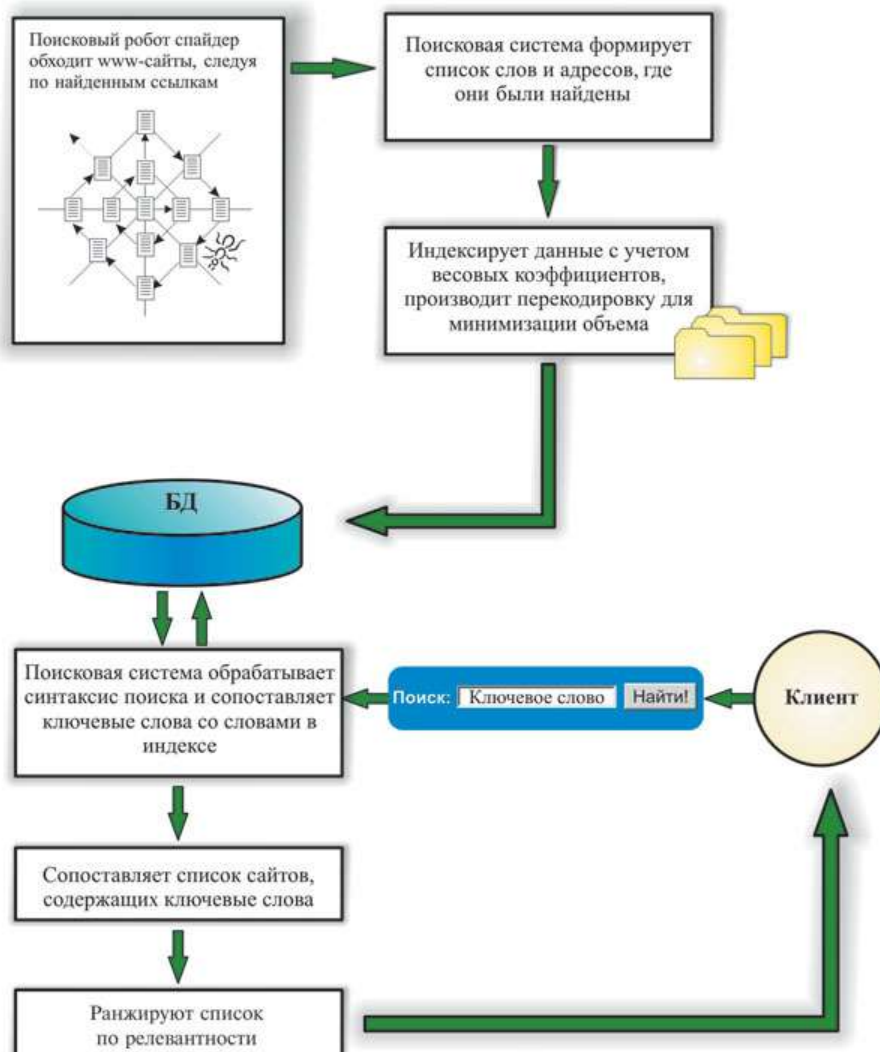 Поисковый робот спайдер
обходит www-сайты, следуя
по найденным ссылкам
Поисковая система формирует
список слов и адресов, где
они были найдены
Индексирует данные с учетом
весовых коэффициентов,
производит перекодировку для
минимизации объема
БД
Поисковая система обрабатывает
синтаксис поиска и сопоставляет
ключевые слова со словами в
индексе
Поиск: Ключевое слово Найти!
Клиент
Сопоставляет список сайтов,
содержащих ключевые слова
Ранжируют список
по релевантности